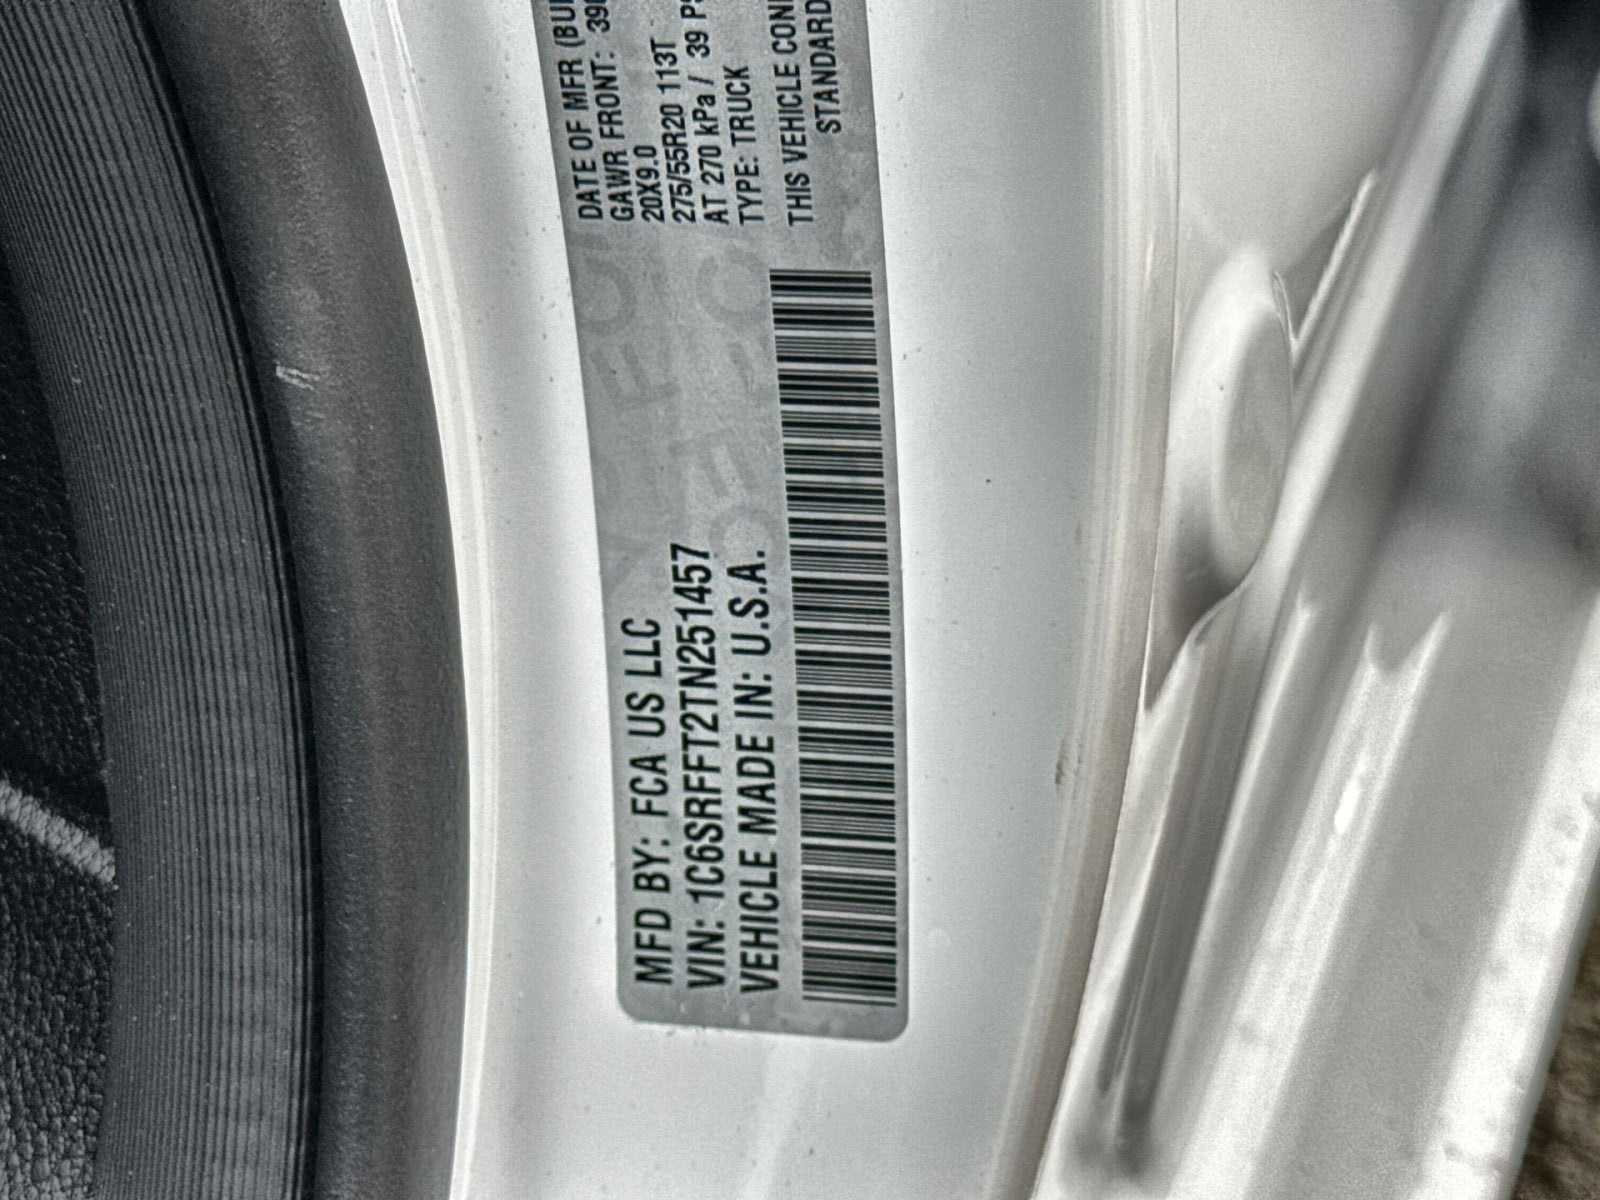 MFD BY: FCA US LLC
VIN: 1C6SRFFT2TN251457
VEHICLE MADE IN: U.S.A.
DATE OF MFR
GAWR FRONT:
20X9.0
275/55R20 113T
AT 270 kPa / 39
TYPE: TRUCK
THIS VEHICLE
STANDARD